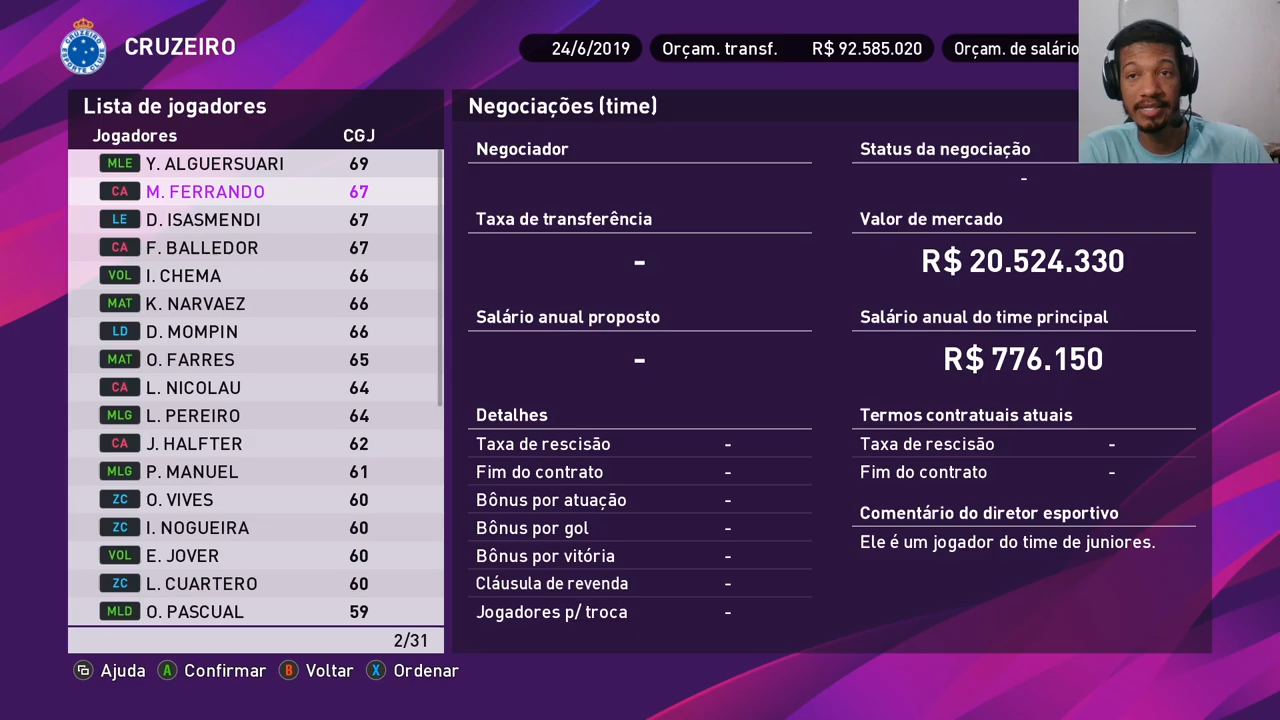 CRUZEIRO
24/6/2019
Orçam. transf. R$ 92.585.020
Orçam. de salário
CRUZEIRO ESPORTE CLUBE
Lista de jogadores
Jogadores CGJ
MLE Y. ALGUERSUARI 69
CA M. FERRANDO 67
LE D. ISASMENDI 67
CA F. BALLEDOR 67
VOL I. CHEMA 66
MAT K. NARVAEZ 66
LD D. MOMPIN 66
MAT O. FARRES 65
CA L. NICOLAU 64
MLG L. PEREIRO 64
CA J. HALFTER 62
MLG P. MANUEL 61
ZC O. VIVES 60
ZC I. NOGUEIRA 60
VOL E. JOVER 60
ZC L. CUARTERO 60
MLD O. PASCUAL 59
2/31
Negociações (time)
Negociador
Taxa de transferência
-
Salário anual proposto
-
Detalhes
Taxa de rescisão -
Fim do contrato -
Bônus por atuação -
Bônus por gol -
Bônus por vitória -
Cláusula de revenda -
Jogadores p/ troca -
Status da negociação
-
Valor de mercado
R$ 20.524.330
Salário anual do time principal
R$ 776.150
Termos contratuais atuais
Taxa de rescisão -
Fim do contrato -
Comentário do diretor esportivo
Ele é um jogador do time de juniores.
Ajuda A Confirmar B Voltar X Ordenar